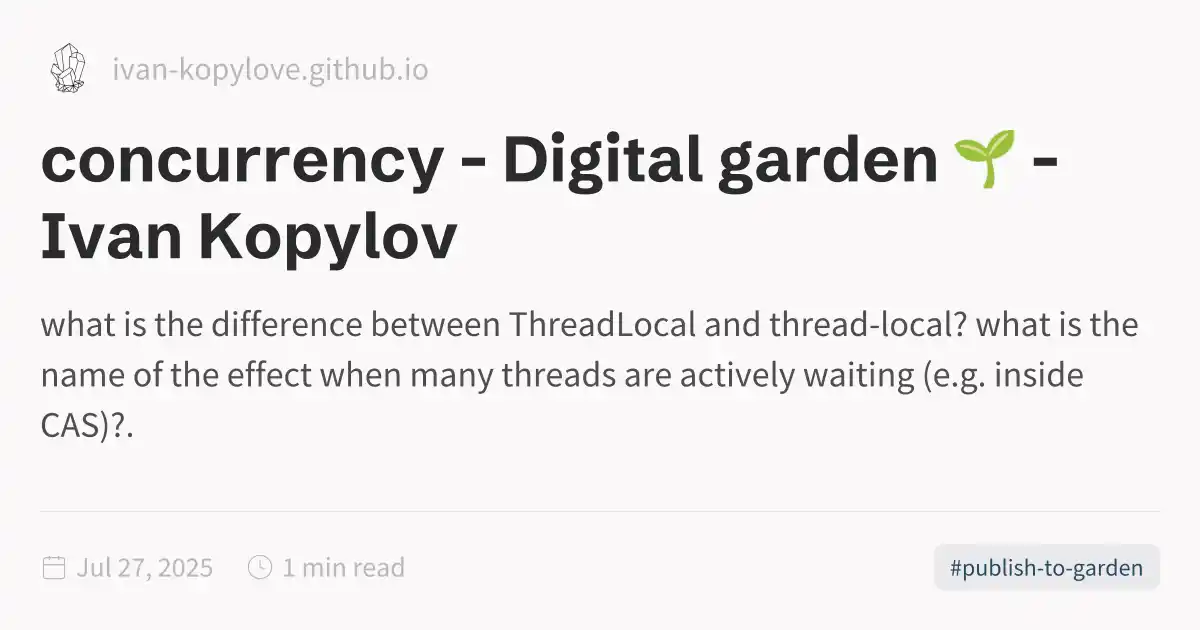 ivan-kopylove.github.io
concurrency - Digital garden 🌱 -
Ivan Kopylov
what is the difference between ThreadLocal and thread-local? what is the
name of the effect when many threads are actively waiting (e.g. inside
CAS)?.
Jul 27, 2025 1 min read
#publish-to-garden